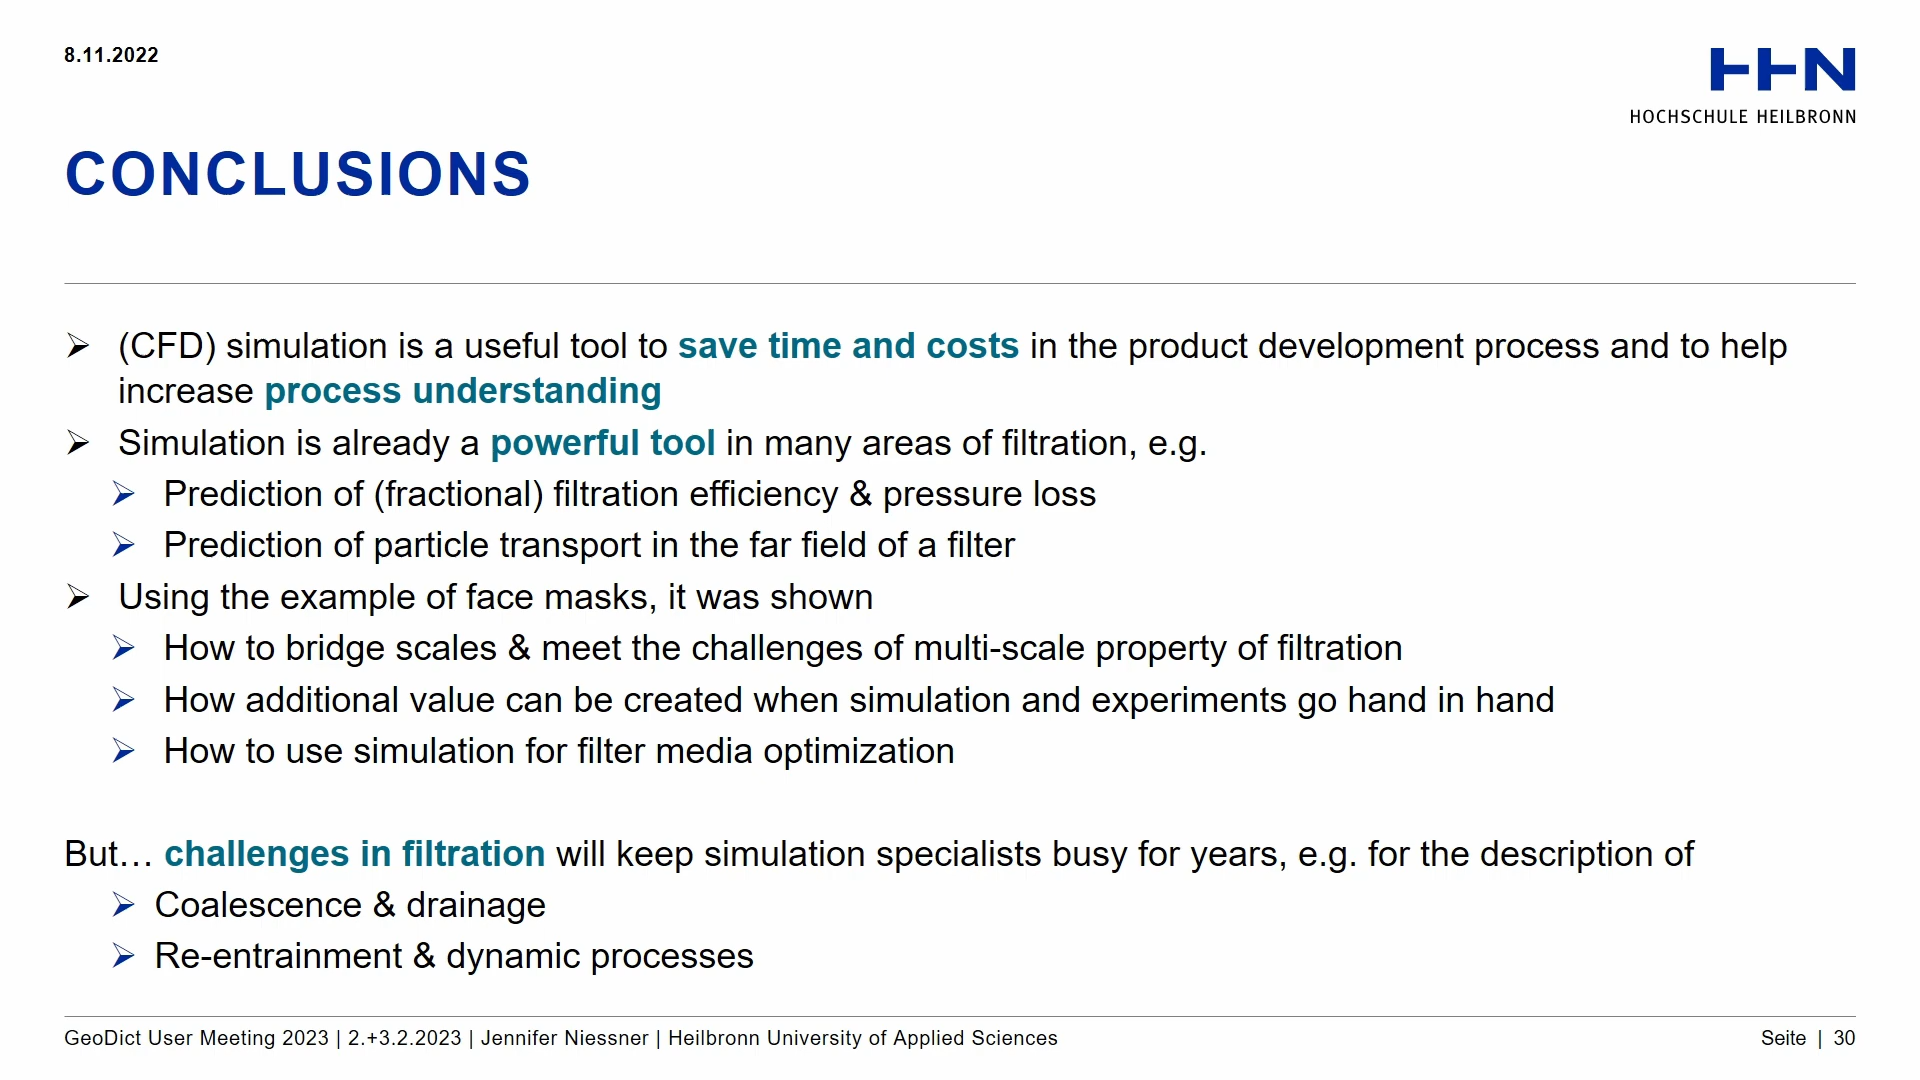 8.11.2022
HHN
HOCHSCHULE HEILBRONN
CONCLUSIONS
(CFD) simulation is a useful tool to save time and costs in the product development process and to help
increase process understanding
Simulation is already a powerful tool in many areas of filtration, e.g.
Prediction of (fractional) filtration efficiency & pressure loss
Prediction of particle transport in the far field of a filter
Using the example of face masks, it was shown
How to bridge scales & meet the challenges of multi-scale property of filtration
How additional value can be created when simulation and experiments go hand in hand
How to use simulation for filter media optimization
But… challenges in filtration will keep simulation specialists busy for years, e.g. for the description of
Coalescence & drainage
Re-entrainment & dynamic processes
GeoDict User Meeting 2023 | 2.+3.2.2023 | Jennifer Niessner | Heilbronn University of Applied Sciences
Seite | 30